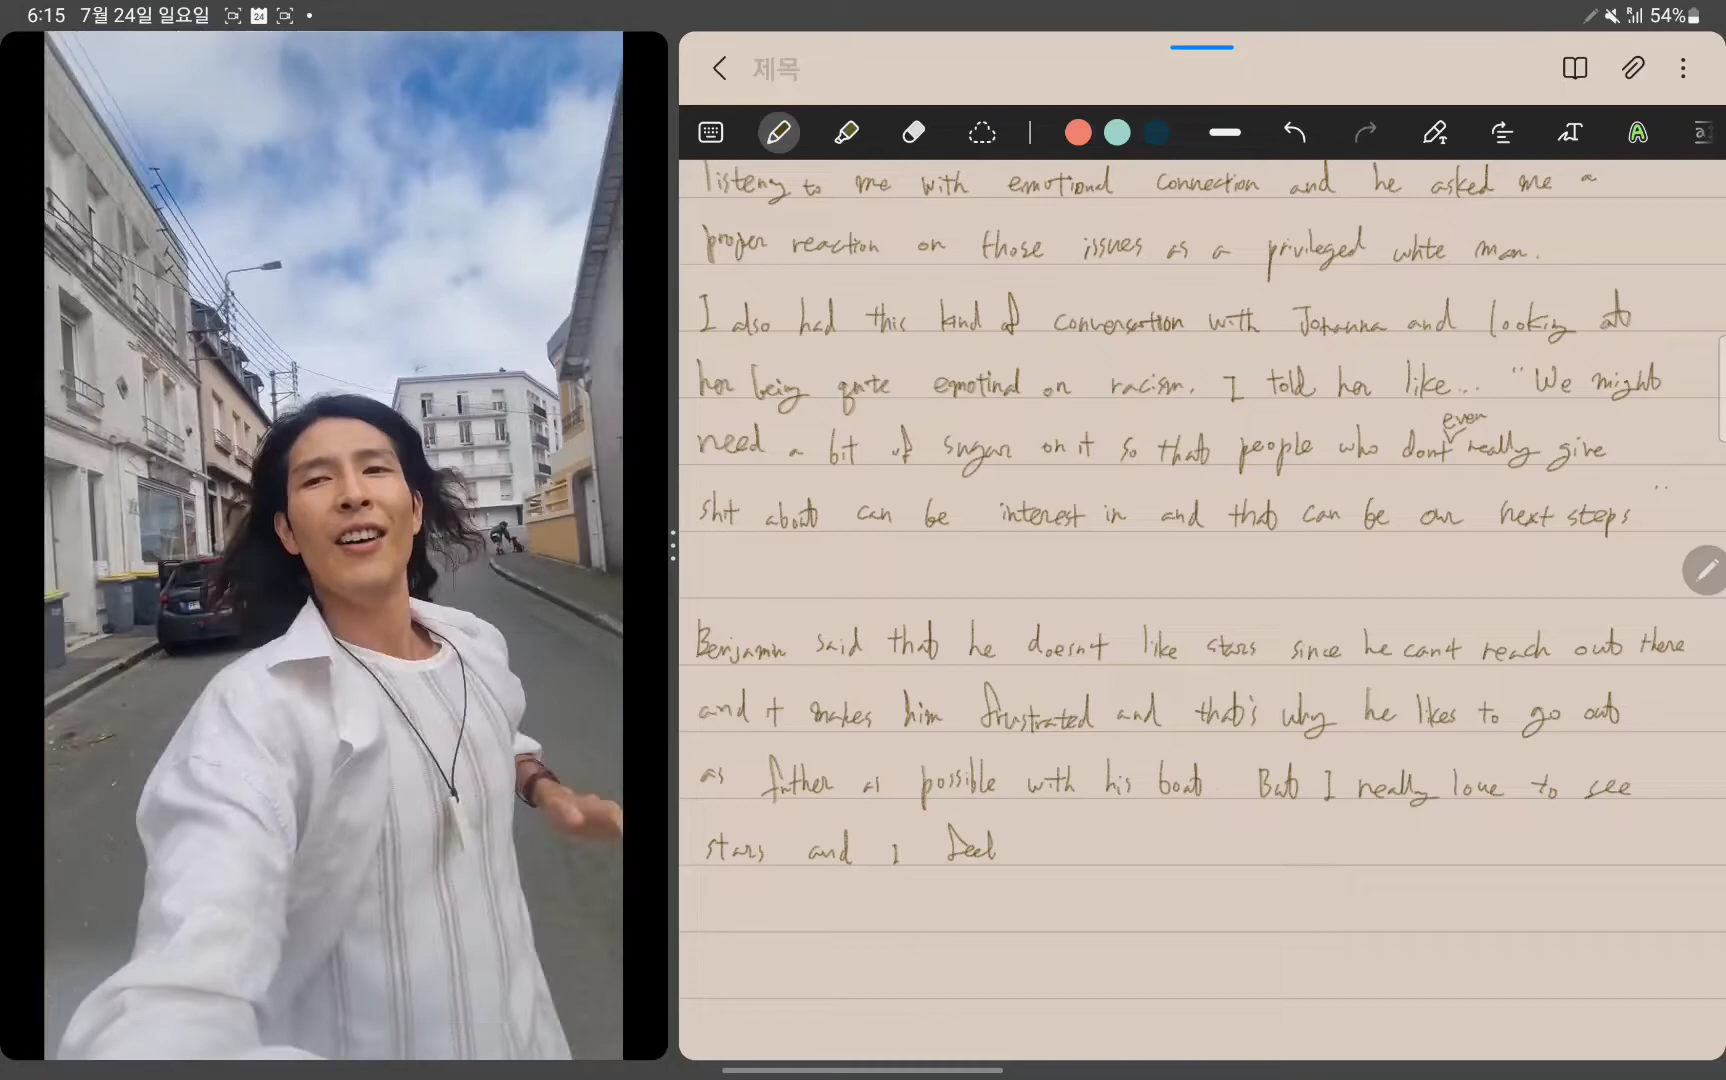 6:15 7월 24일 일요일 24
54%
제목
listeng to me with emotional connection and he asked me a
proper reaction on those issues as a privileged white man.
I also had this kind of conversation with Johanna and looking at
her being quite emotinal on racism. I told her like... "We might
even
need a bit of sugar on it so that people who dont really give
shit about can be interest in and that can be our next steps"
Benjamin said that he doesn't like stars since he can't reach out there
and it makes him frustrated and that's why he likes to go out
as further as possible with his boat. But I really love to see
stars and I feel